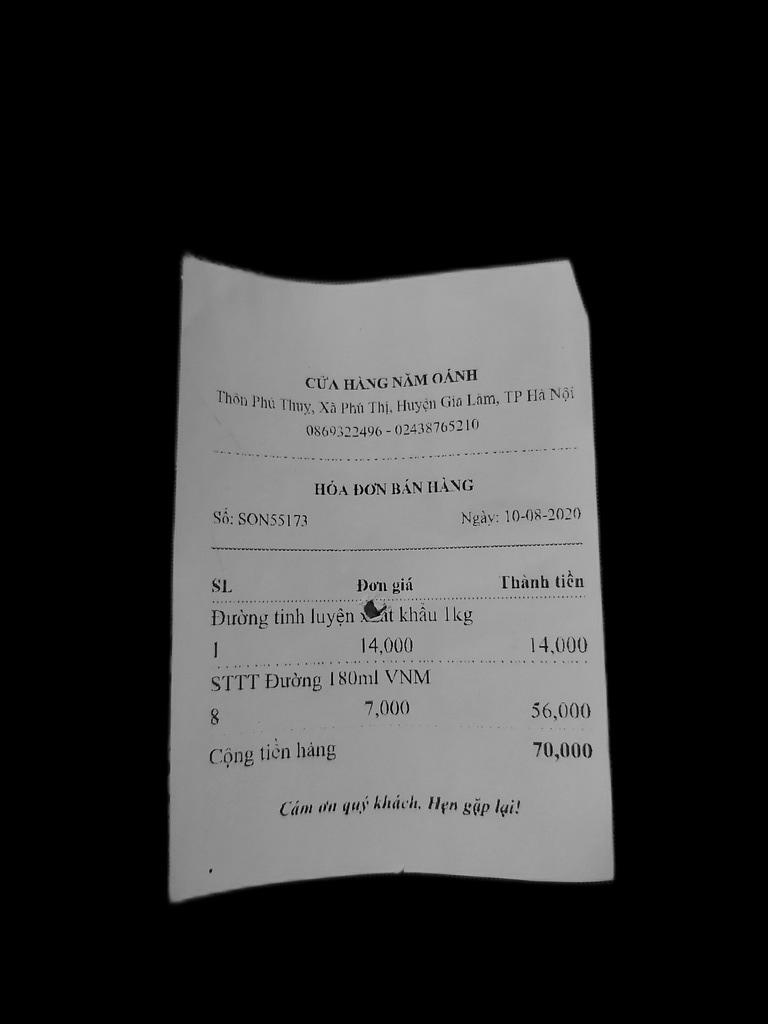 CỬA HÀNG NĂM OÁNH
Thôn Phú Thụy, Xã Phú Thị, Huyện Gia Lâm, TP Hà Nội
0869322496 - 02438765210
HÓA ĐƠN BÁN HÀNG
Số: SON55173 Ngày: 10-08-2020
SL Đơn giá Thành tiền
Đường tinh luyện xuất khẩu 1kg
1 14,000 14,000
STTT Đường 180ml VNM
8 7,000 56,000
Cộng tiền hàng 70,000
Cám ơn quý khách. Hẹn gặp lại!